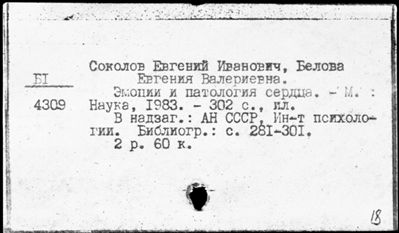 Соколов Евгений Иванович, Белова
Евгения Валериевна.
Эмоции и патология сердца. - М. :
Наука, 1983. - 302 с., ил.
В надзаг.: АН СССР, Ин-т психоло-
гии. Библиогр.: с. 281-301.
2 р. 60 к.
БІ
4309
18